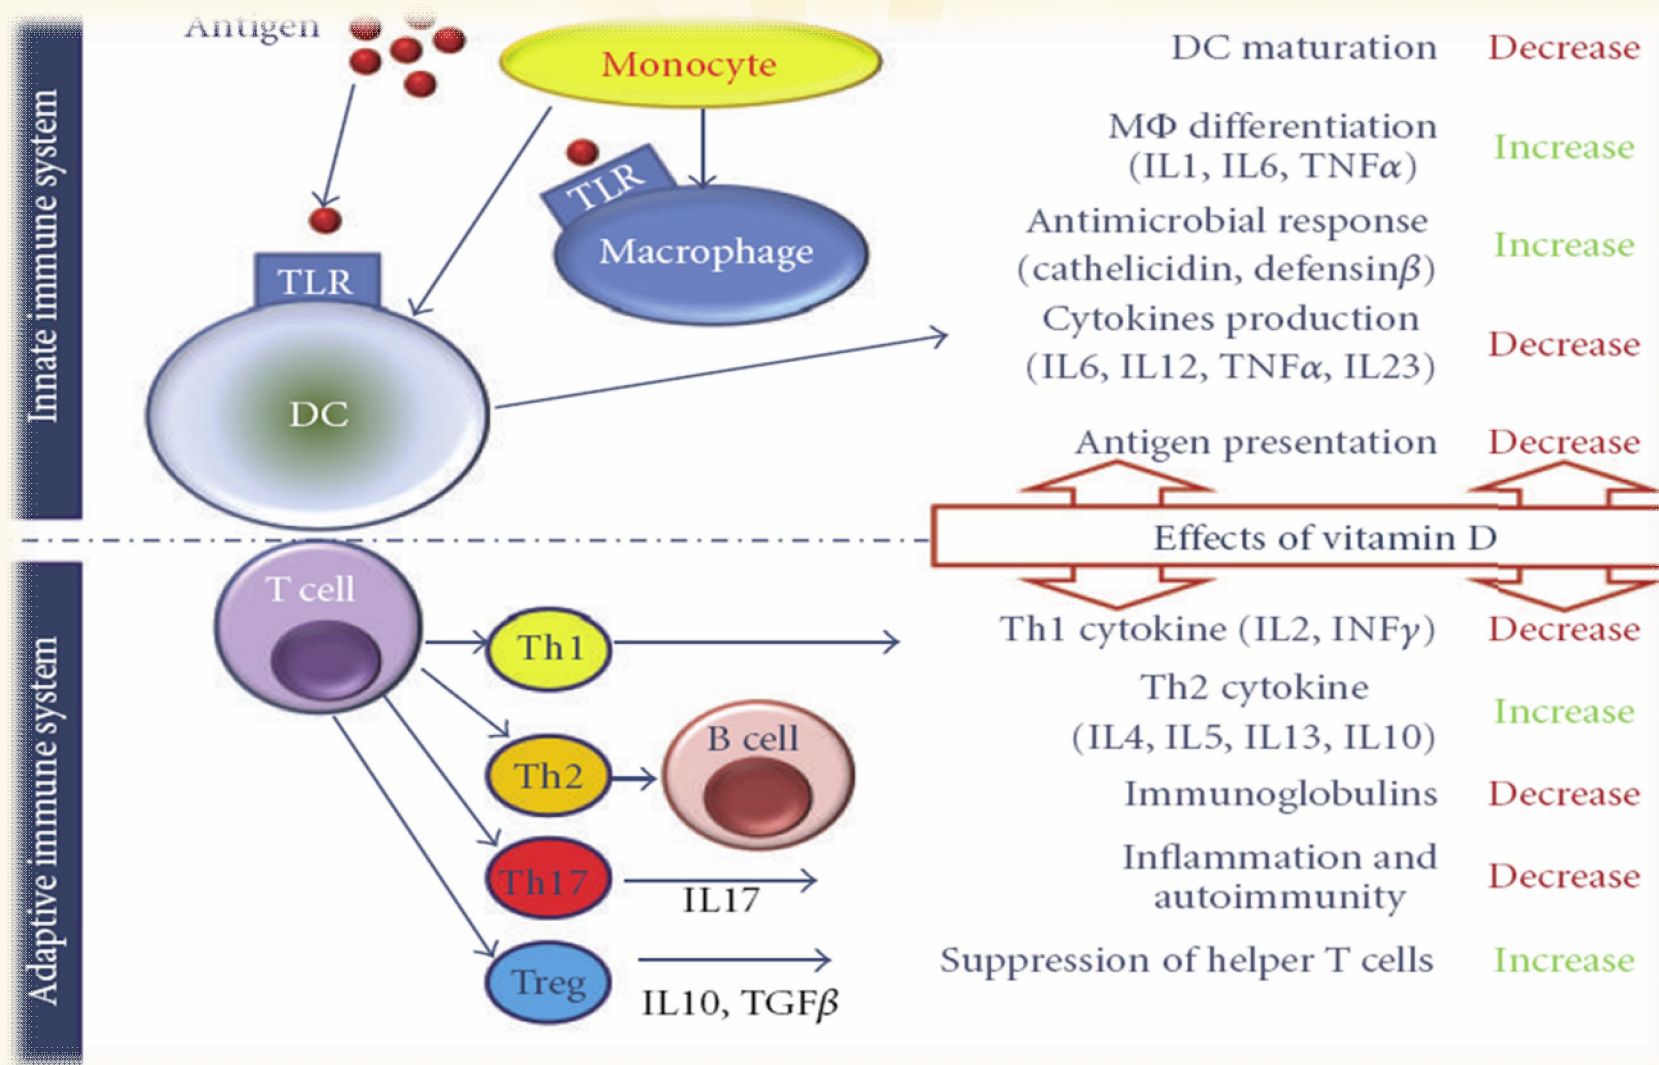 Antigen
Monocyte
TLR
Macrophage
TLR
DC
Innate immune system
DC maturation Decrease
MΦ differentiation
(IL1, IL6, TNFα) Increase
Antimicrobial response
(cathelicidin, defensinβ) Increase
Cytokines production
(IL6, IL12, TNFα, IL23) Decrease
Antigen presentation Decrease
Effects of vitamin D
Adaptive immune system
T cell
Th1
Th2
B cell
Th17
IL17
Treg
IL10, TGFβ
Th1 cytokine (IL2, INFγ) Decrease
Th2 cytokine
(IL4, IL5, IL13, IL10) Increase
Immunoglobulins Decrease
Inflammation and
autoimmunity Decrease
Suppression of helper T cells Increase